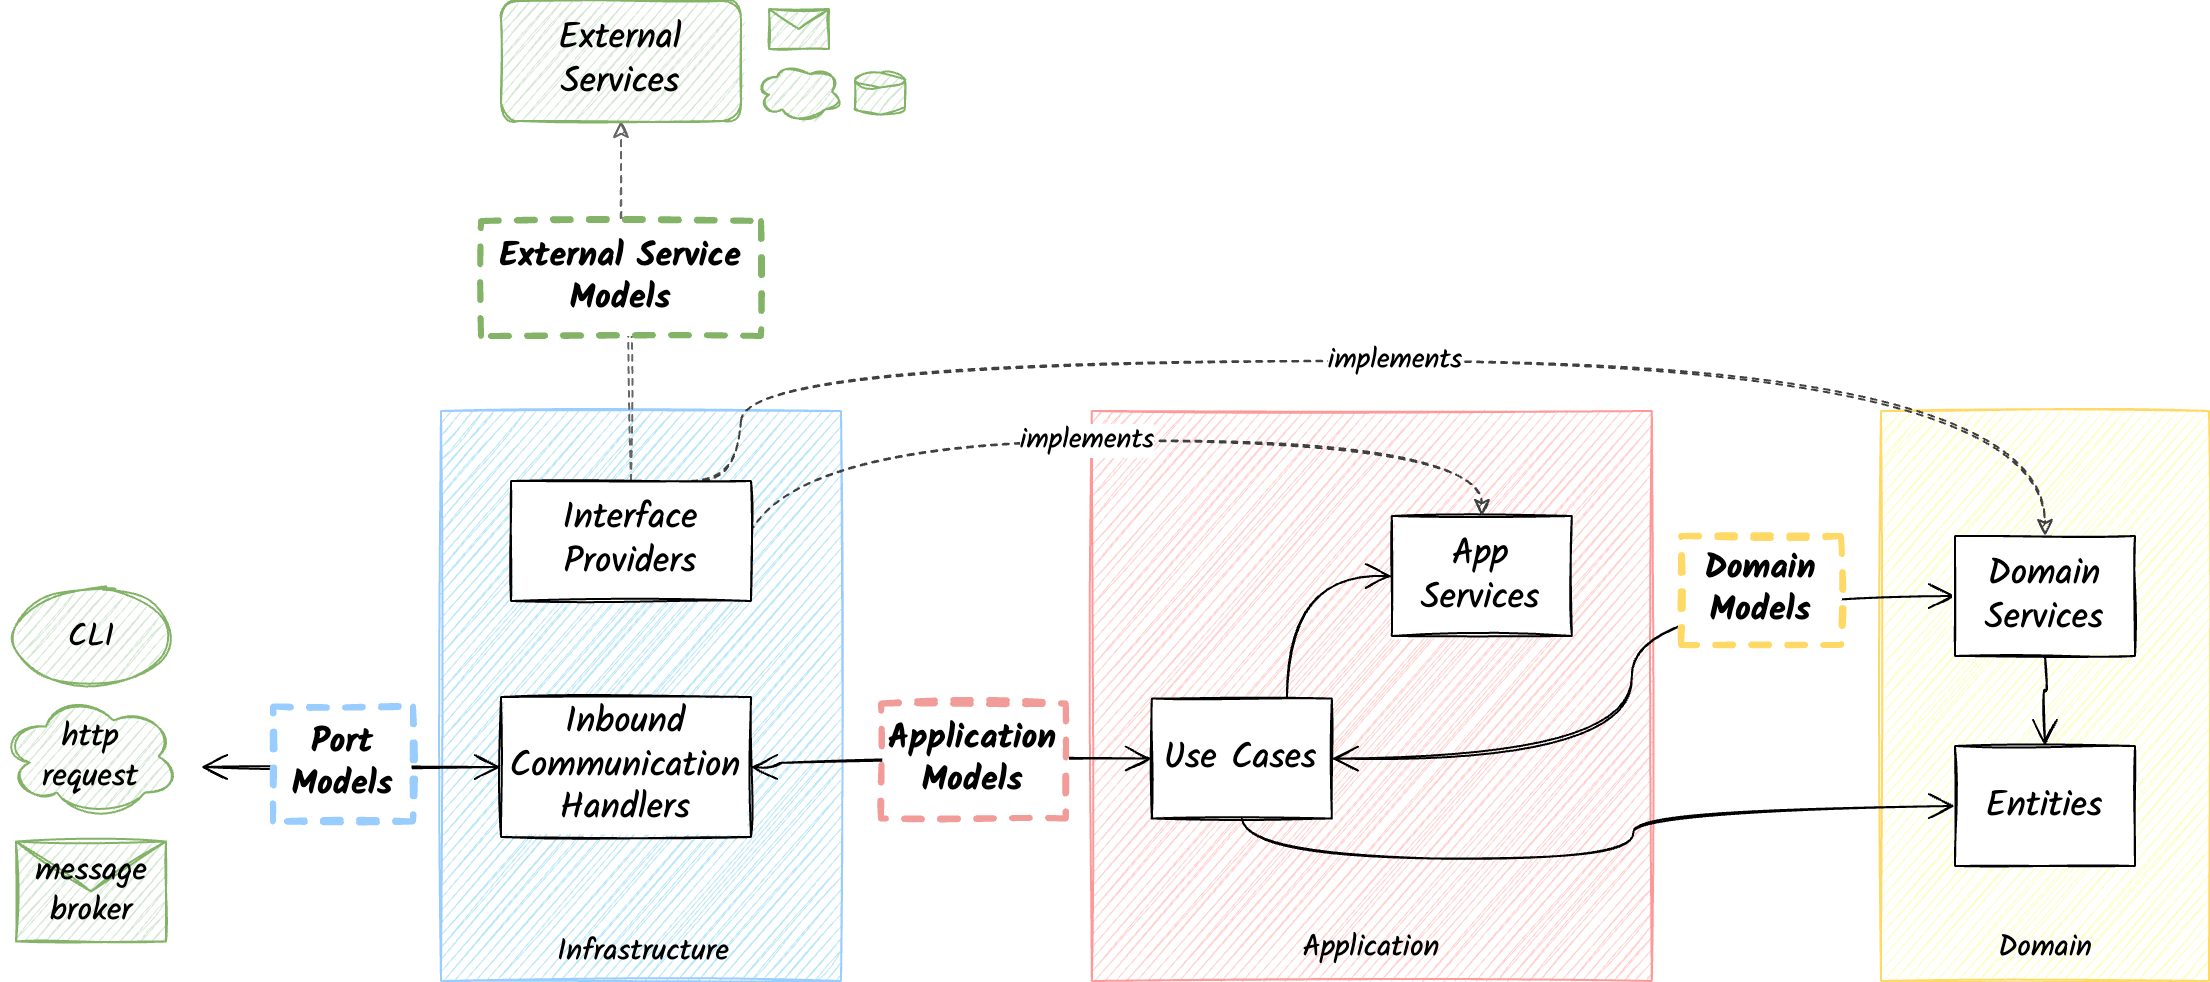 External
Services
External Service
Models
implements
implements
Interface
Providers
App
Services
Domain
Models
Domain
Services
CLI
http
request
message
broker
Port
Models
Inbound
Communication
Handlers
Application
Models
Use Cases
Entities
Infrastructure
Application
Domain